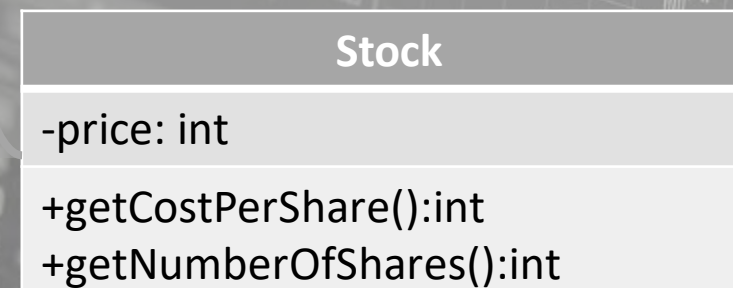 Stock
-price: int
+getCostPerShare():int
+getNumberOfShares():int